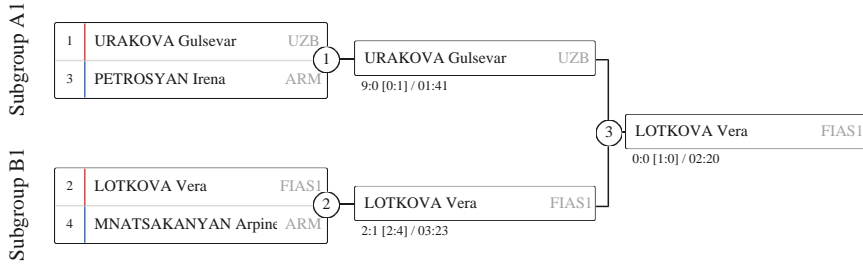 Subgroup A1
1 URAKOVA Gulsevar UZB
3 PETROSYAN Irena ARM
1
URAKOVA Gulsevar UZB
9:0 [0:1] / 01:41
3
LOTKOVA Vera FIAS1
0:0 [1:0] / 02:20
Subgroup B1
2 LOTKOVA Vera FIAS1
4 MNATSAKANYAN Arpine ARM
2
LOTKOVA Vera FIAS1
2:1 [2:4] / 03:23